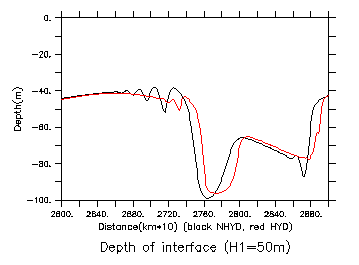 0.
-20.
-40.
-60.
-80.
-100.
Depth(m)
2600. 2640. 2680. 2720. 2760. 2800. 2840. 2880.
Distance(km*10) (black NHYD, red HYD)
Depth of interface (H1=50m)